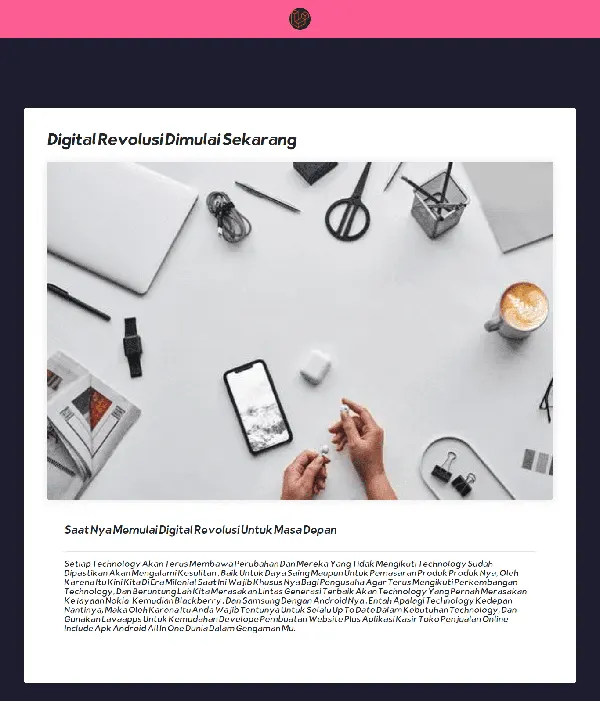 Digital Revolusi Dimulai Sekarang
Saat Nya Memulai Digital Revolusi Untuk Masa Depan
Setiap Technology Akan Terus Membawa Perubahan Dan Mereka Yang Tidak Mengikuti Technology Sudah
Dipastikan Akan Mengalami Kesulitan, Baik Untuk Daya Saing Maupun Untuk Pemasaran Produk Produk Nya, Oleh
Karena Itu Kini Kita Di Era Milenial Saat Ini Wajib Khusus Nya Bagi Pengusaha Agar Terus Mengikuti Perkembangan
Technology, Dan Beruntung Lah Kita Merasakan Lintas Generasi Terbaik Akan Technology Yang Pernah Merasakan
Kejayaan Nokia, Kemudian Blackberry, Dan Samsung Dengan Android Nya, Entah Apalagi Technology Kedepan
Nantinya, Maka Oleh Karena Itu Anda Wajib Tentunya Untuk Selalu Up To Date Dalam Kebutuhan Technology, Dan
Gunakan Lavaapps Untuk Kemudahan Develope Pembuatan Website Plus Aplikasi Kasir Toko Penjualan Online
Include Apk Android All In One Dunia Dalam Gengaman Mu.